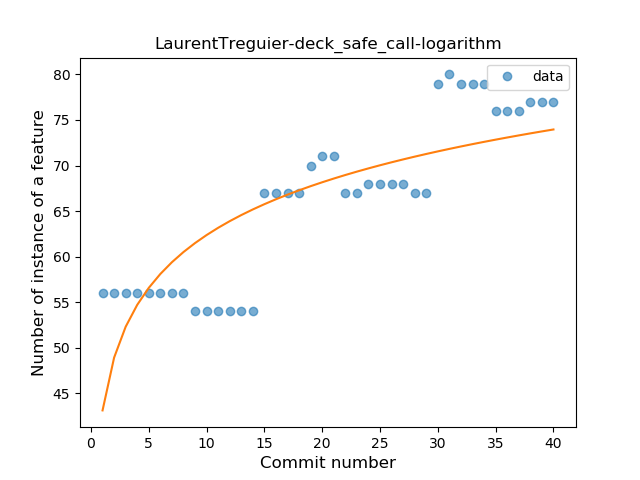 LaurentTreguier-deck_safe_call-logarithm
data
Number of instance of a feature
80
75
70
65
60
55
50
45
0 5 10 15 20 25 30 35 40
Commit number